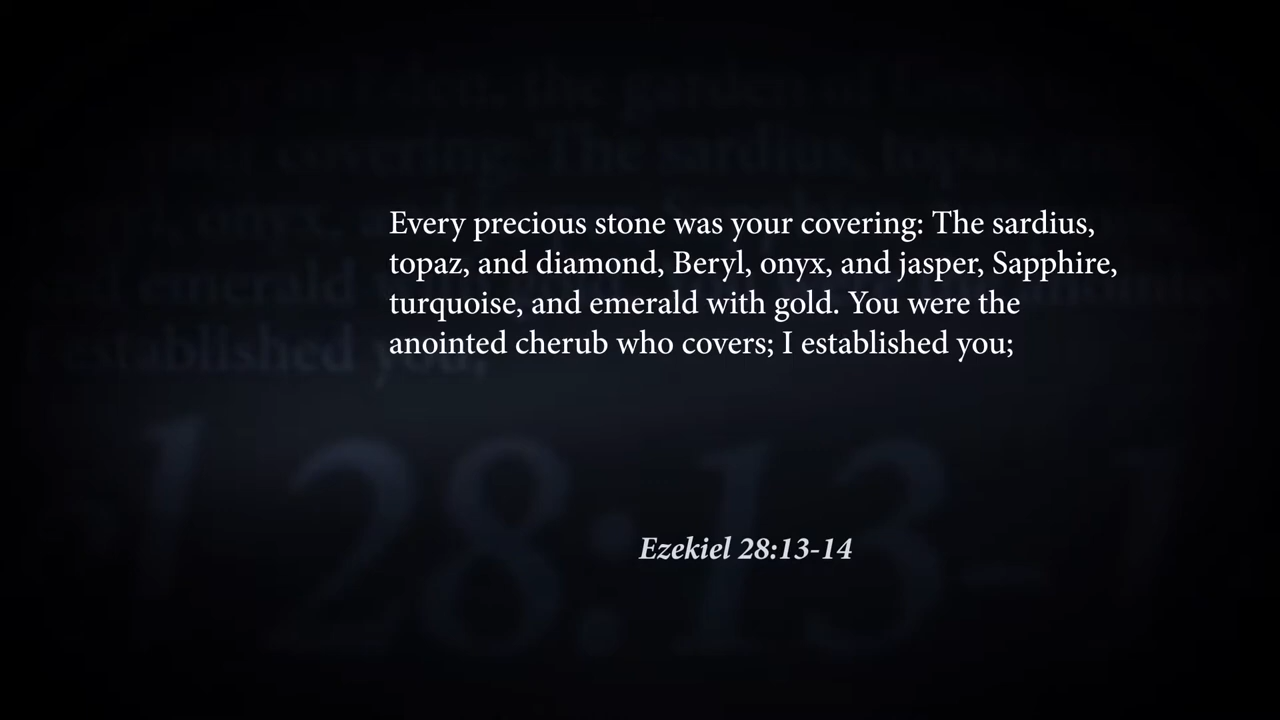 Every precious stone was your covering: The sardius,
topaz, and diamond, Beryl, onyx, and jasper, Sapphire,
turquoise, and emerald with gold. You were the
anointed cherub who covers; I established you;
Ezekiel 28:13-14